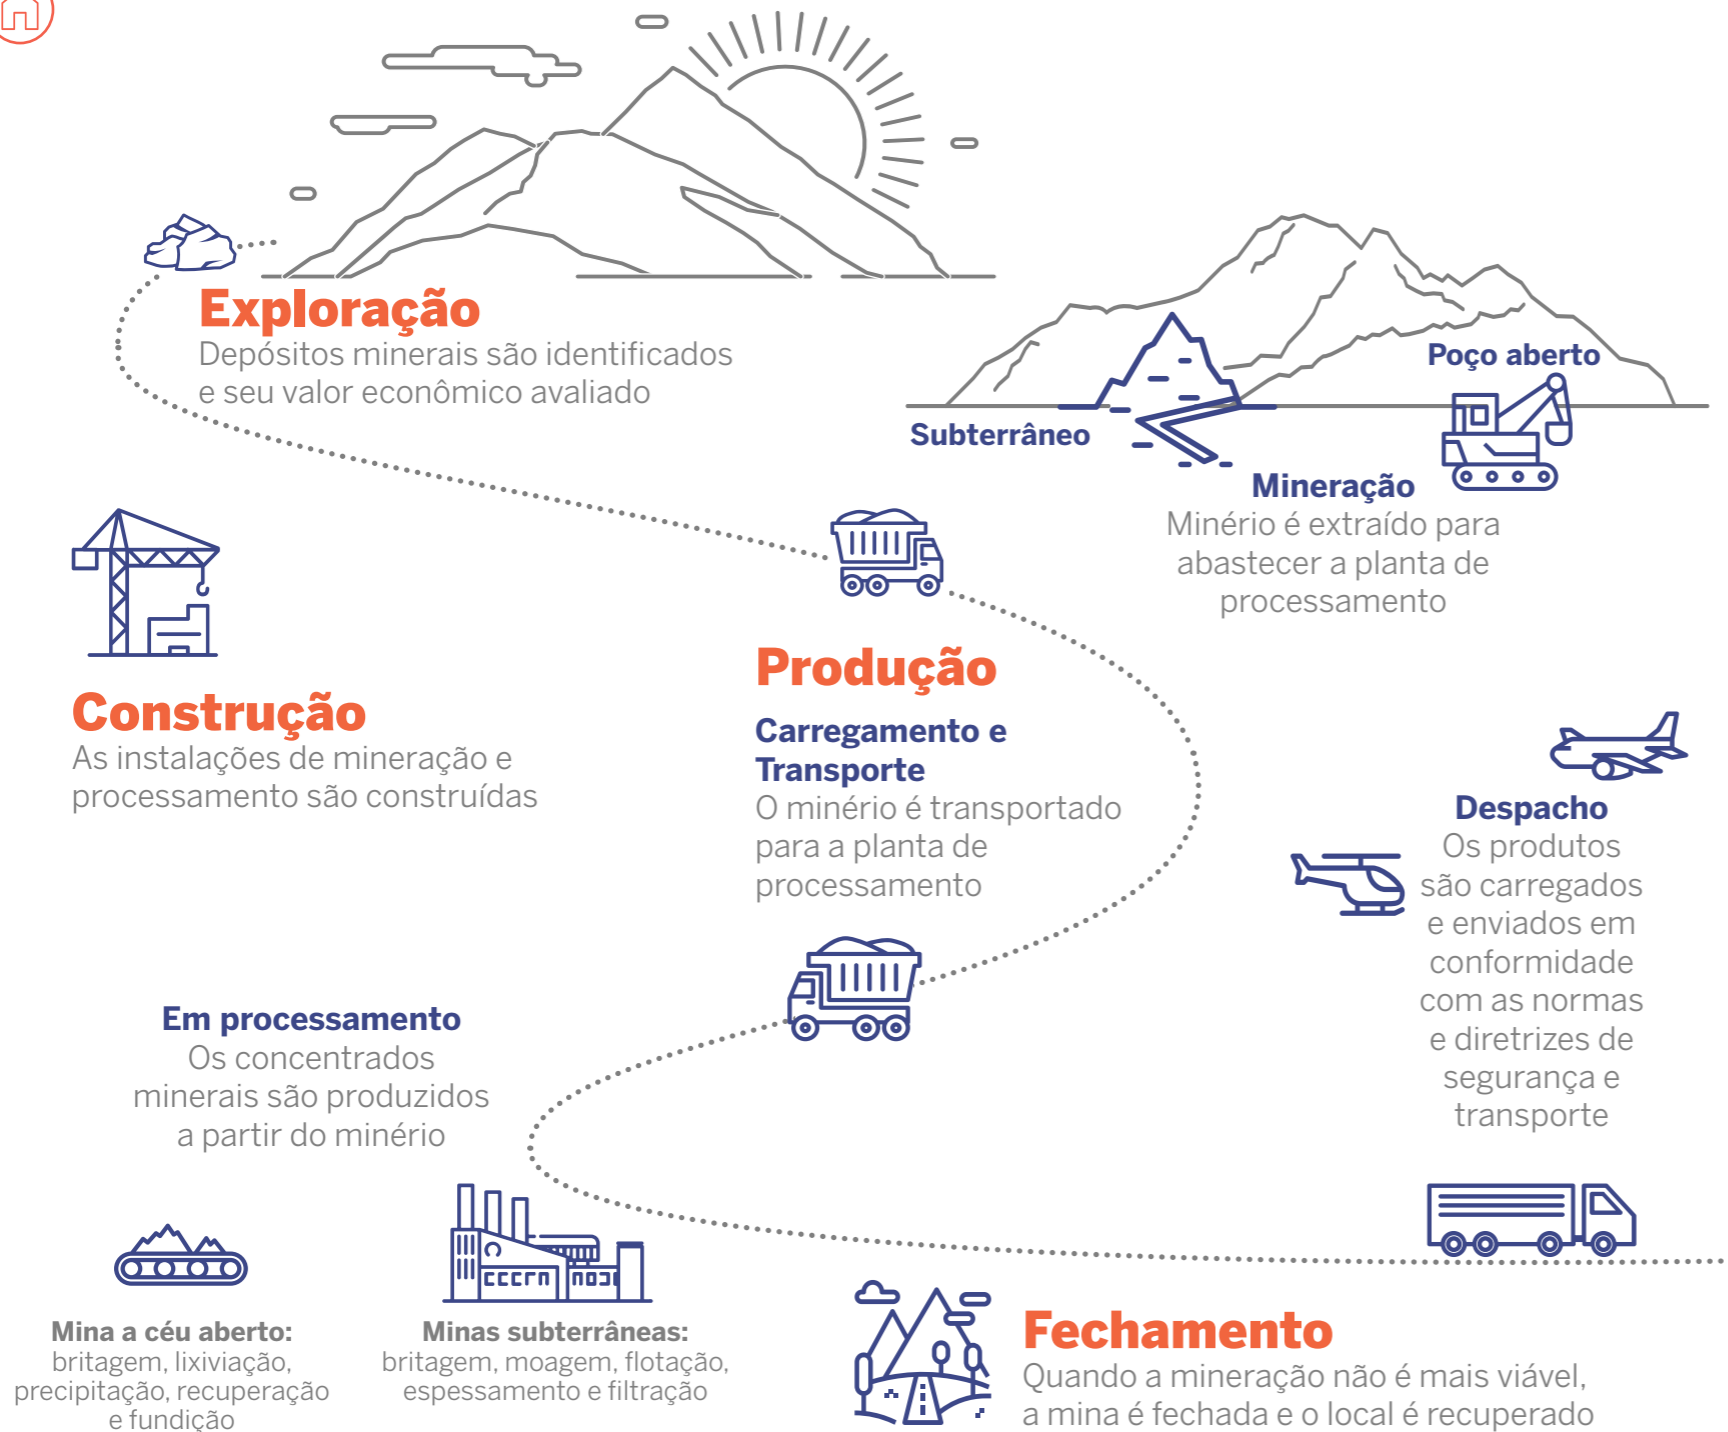 Exploração
Depósitos minerais são identificados
e seu valor econômico avaliado
Poço aberto
Subterrâneo
Mineração
Minério é extraído para
abastecer a planta de
processamento
Construção
As instalações de mineração e
processamento são construídas
Produção
Carregamento e
Transporte
O minério é transportado
para a planta de
processamento
Despacho
Os produtos
são carregados
e enviados em
conformidade
com as normas
e diretrizes de
segurança e
transporte
Em processamento
Os concentrados
minerais são produzidos
a partir do minério
Mina a céu aberto:
britagem, lixiviação,
precipitação, recuperação
e fundição
Minas subterrâneas:
britagem, moagem, flotação,
espessamento e filtração
Fechamento
Quando a mineração não é mais viável,
a mina é fechada e o local é recuperado